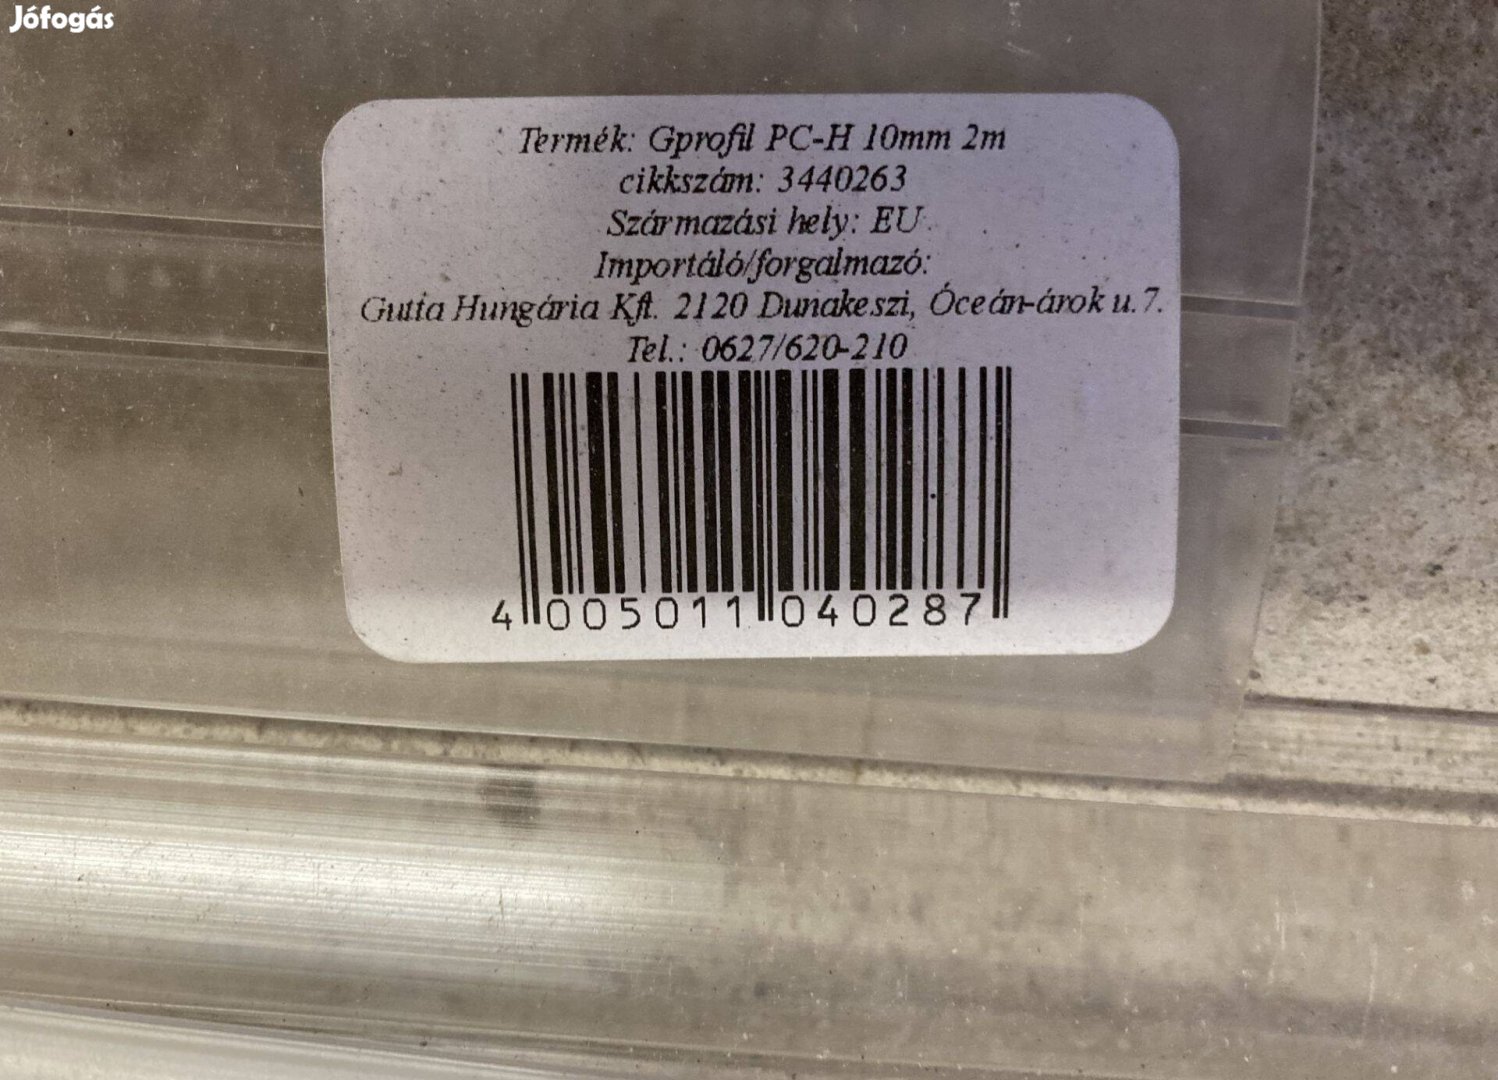 Jófogás
Termék: Gprofil PC-H 10mm 2m
cikkszám: 3440263
Származási hely: EU
Importáló/forgalmazó:
Gutta Hungária Kft. 2120 Dunakeszi, Óceán-árok u.7.
Tel.: 0627/620-210
4 005011 040287